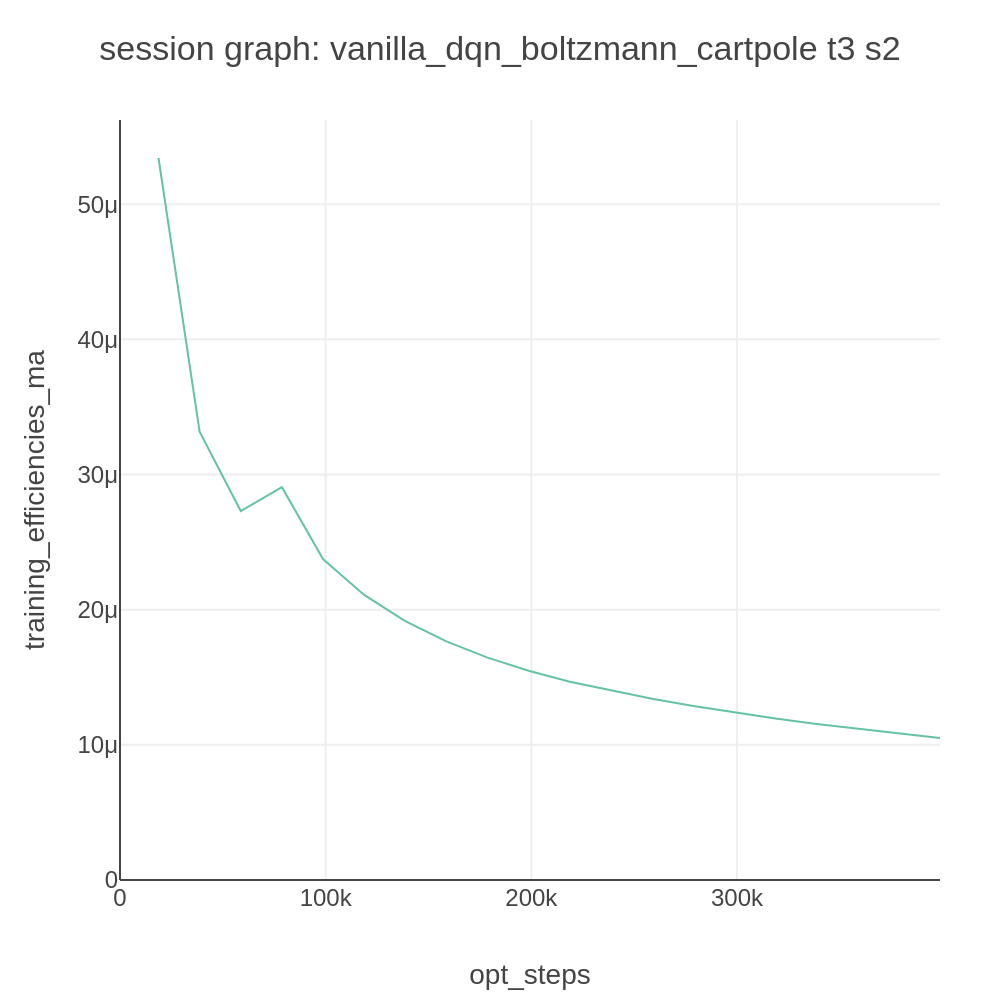 session graph: vanilla_dqn_boltzmann_cartpole t3 s2
50μ
40μ
30μ
20μ
10μ
0
0
100k
200k
300k
training_efficiencies_ma
opt_steps